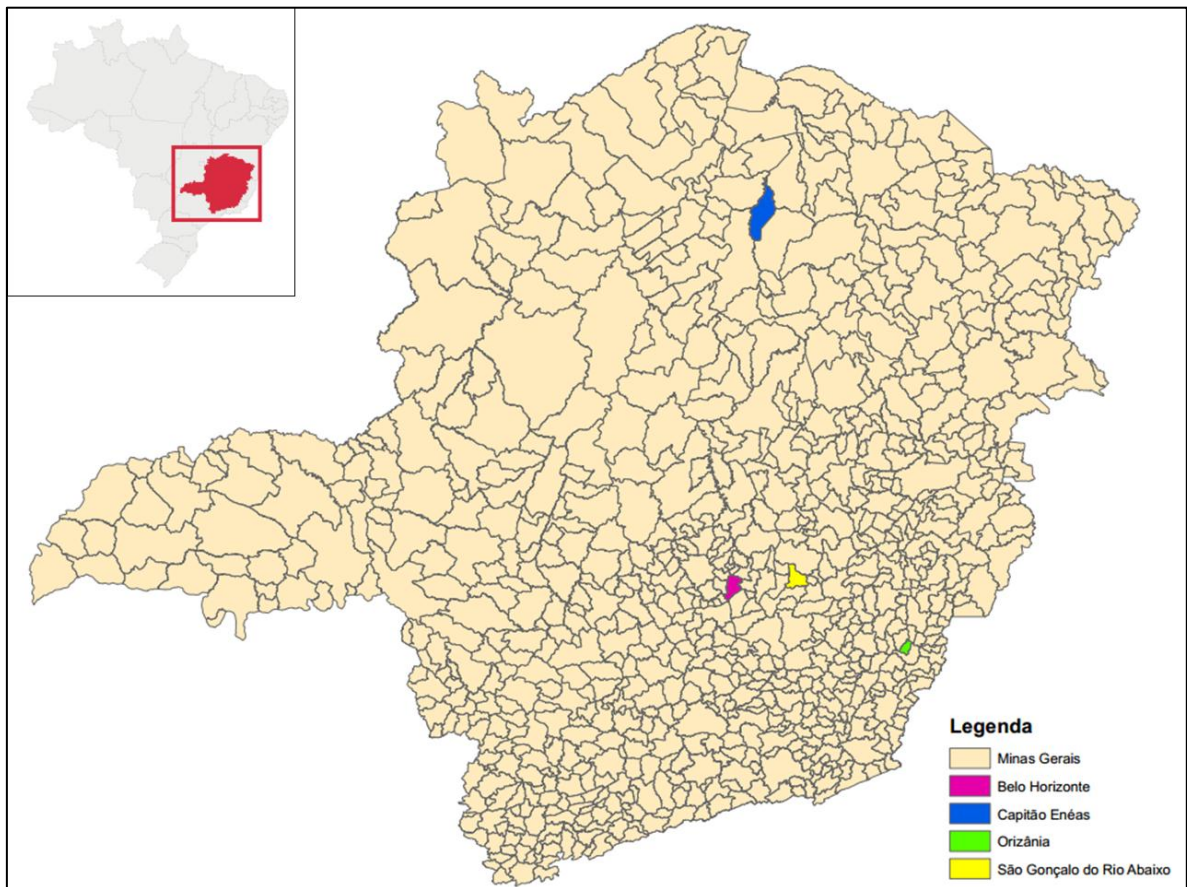 Legenda
Minas Gerais
Belo Horizonte
Capitão Enéas
Orizânia
São Gonçalo do Rio Abaixo